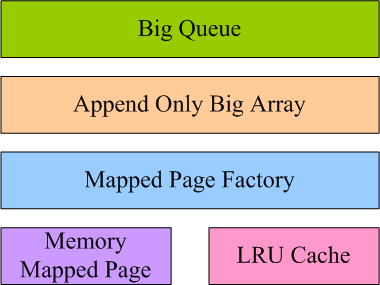 Big Queue
Append Only Big Array
Mapped Page Factory
Memory
Mapped Page
LRU Cache